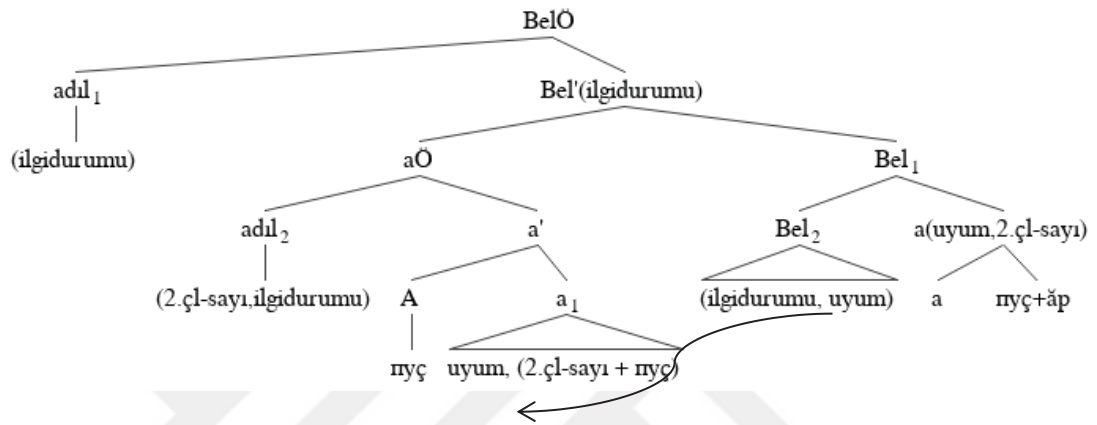 BelÖ
adıl₁ Bel'(ilgidurumu)
(ilgidurumu) aÖ Bel₁
adıl₂ a' Bel₂ a(uyum,2.çl-sayı)
(2.çl-sayı,ilgidurumu) A a₁ (ilgidurumu, uyum) a пуç+ăр
пуç uyum, (2.çl-sayı + пуç)